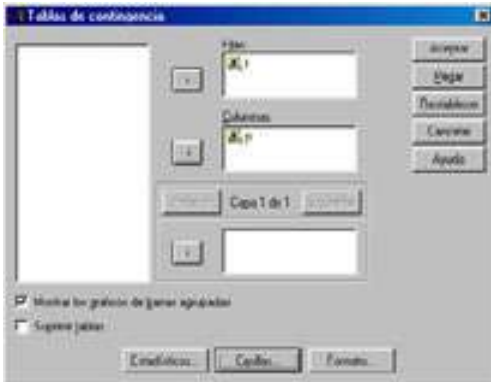 Tablas de contingencia
Filas:
Aceptar
Pegar
Restablecer
Columnas:
Cancelar
Ayuda
Capa 1 de 1
Mostrar los gráficos de barras agrupadas
Suprimir tablas
Estadísticos...
Casillas...
Formato...